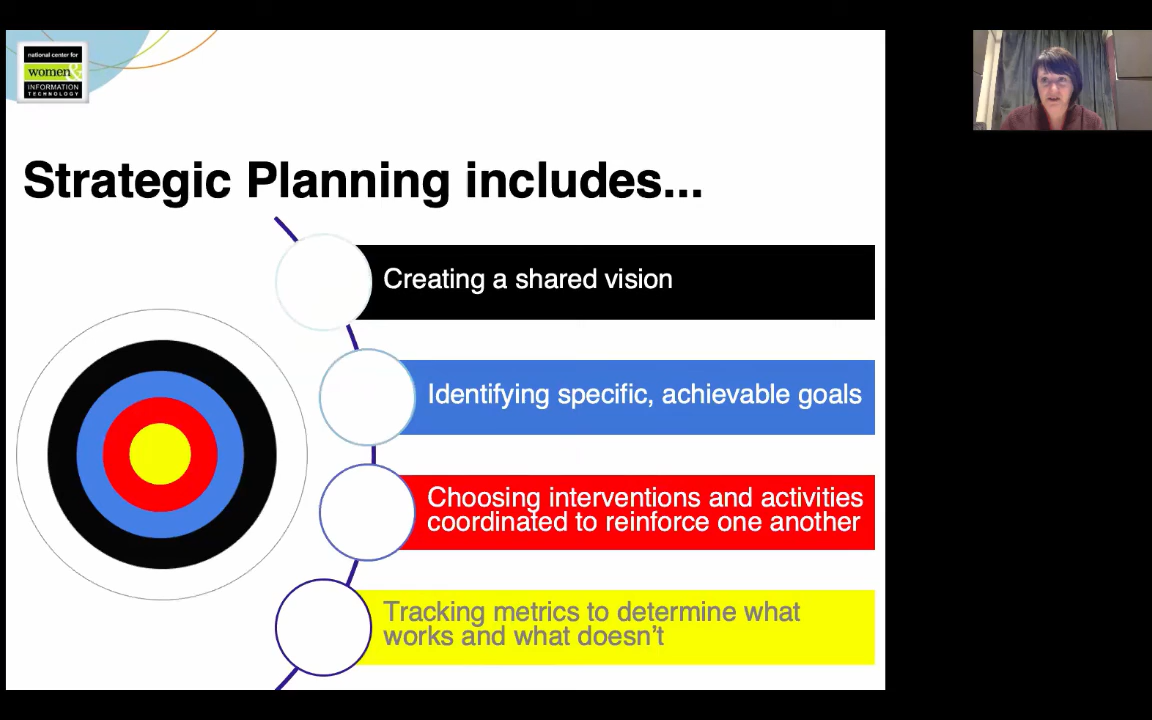 national center for
women&
INFORMATION
TECHNOLOGY
Strategic Planning includes...
Creating a shared vision
Identifying specific, achievable goals
Choosing interventions and activities
coordinated to reinforce one another
Tracking metrics to determine what
works and what doesn't